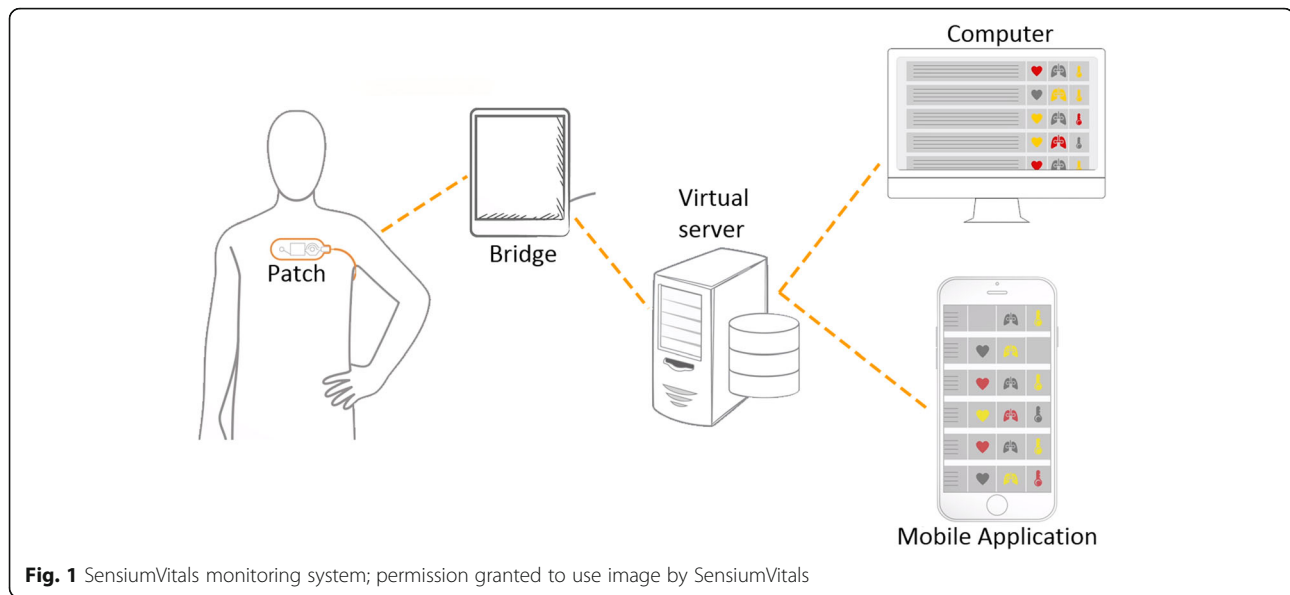 Computer
Patch
Bridge
Virtual
server
Mobile Application
Fig. 1 SensiumVitals monitoring system; permission granted to use image by SensiumVitals